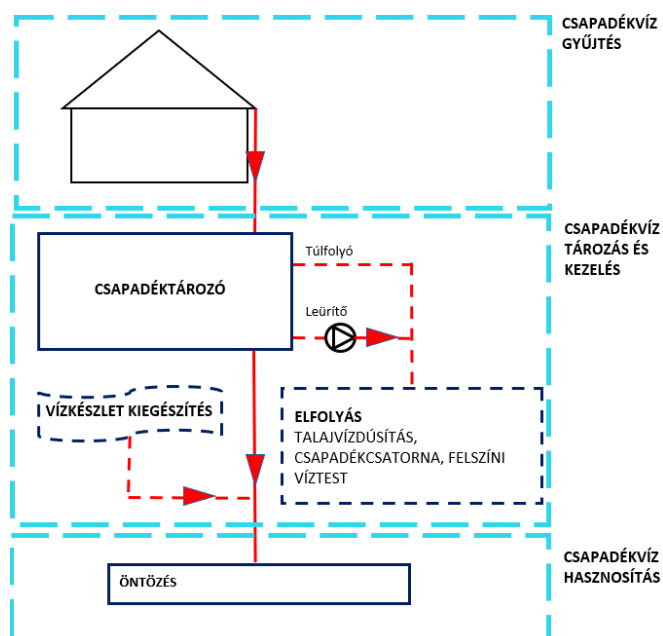 CSAPADÉKVÍZ
GYŰJTÉS
CSAPADÉKVÍZ
TÁROZÁS ÉS
KEZELÉS
CSAPADÉKTÁROZÓ
Túlfolyó
Leürítő
VÍZKÉSZLET KIEGÉSZÍTÉS
ELFOLYÁS
TALAJVÍZDÚSÍTÁS,
CSAPADÉKCSATORNA, FELSZÍNI
VÍZTEST
CSAPADÉKVÍZ
HASZNOSÍTÁS
ÖNTÖZÉS